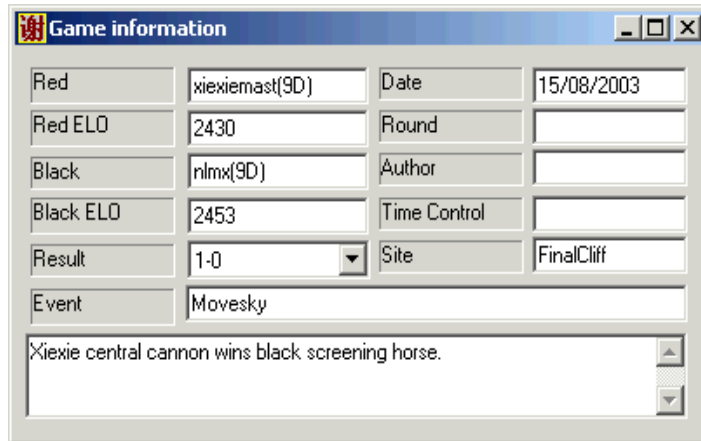 谢 Game information
Red xiexiemast(9D) Date 15/08/2003
Red ELO 2430 Round
Black nlmx(9D) Author
Black ELO 2453 Time Control
Result 1-0 Site FinalCliff
Event Movesky
Xiexie central cannon wins black screening horse.